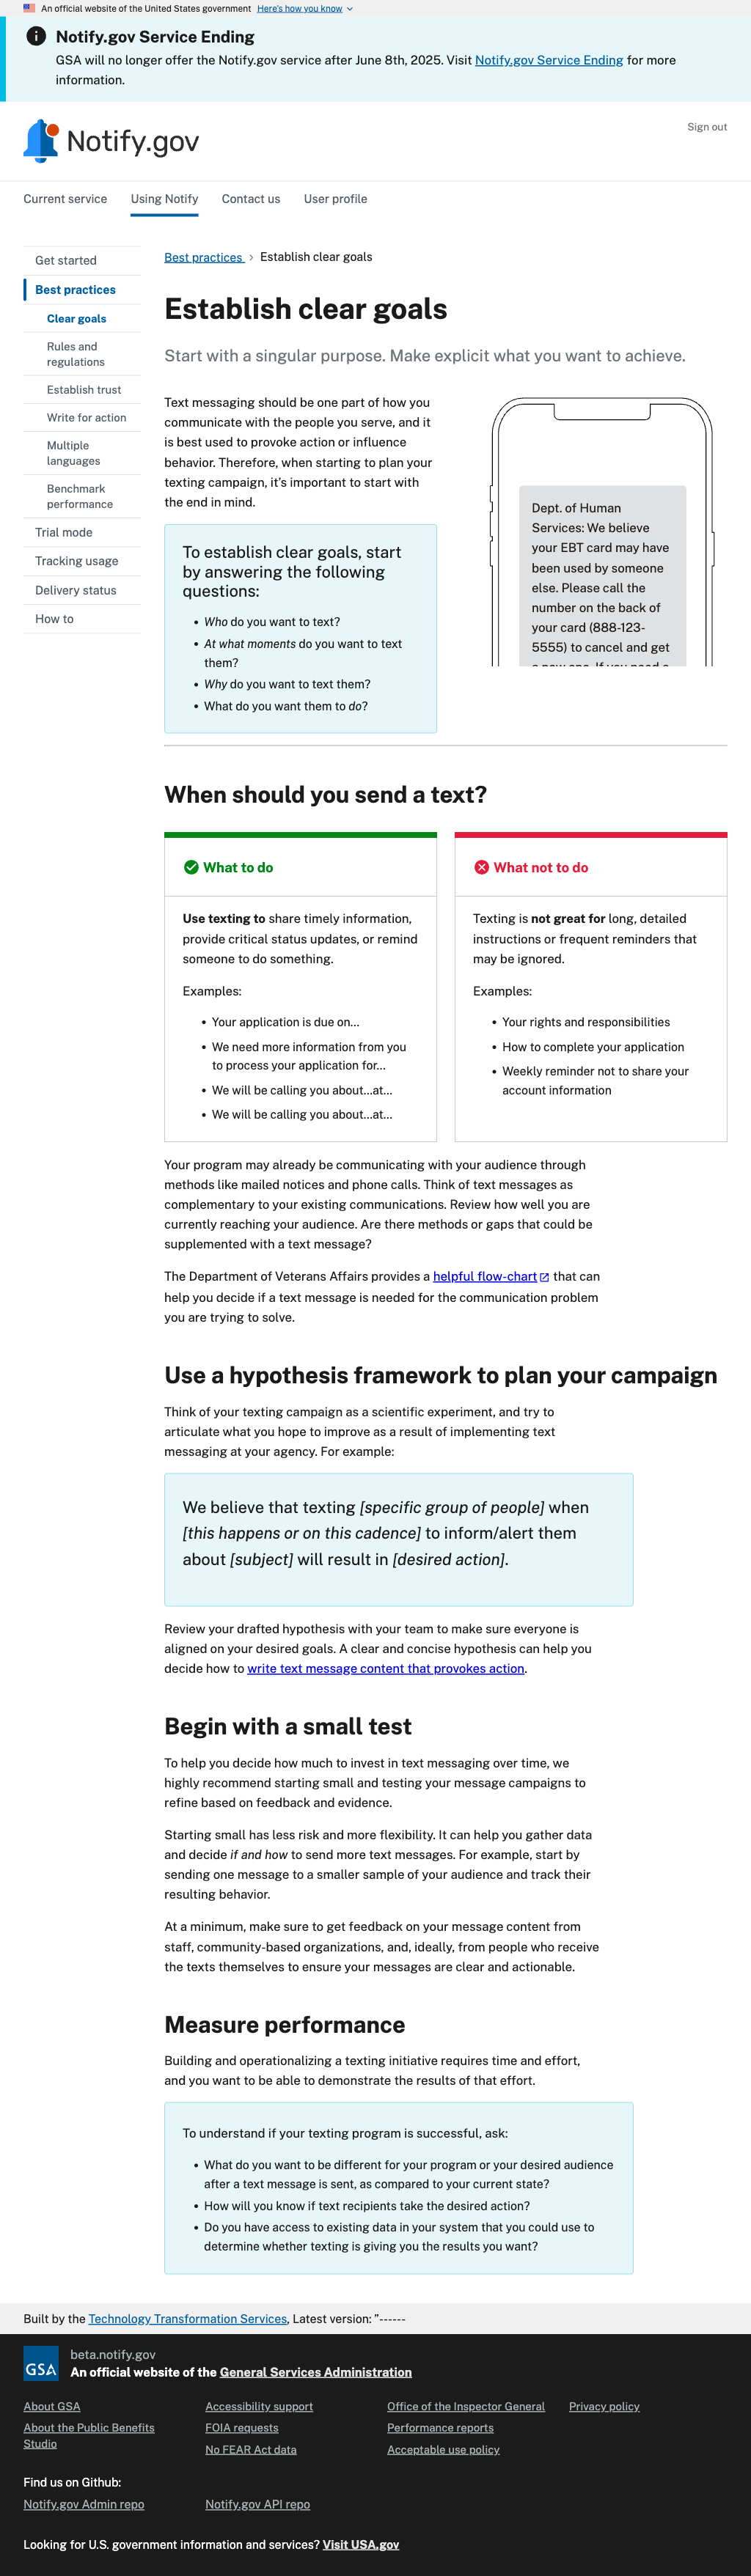 An official website of the United States government Here's how you know
Notify.gov Service Ending
GSA will no longer offer the Notify.gov service after June 8th, 2025. Visit Notify.gov Service Ending for more
information.
Notify.gov
Sign out
Current service
Using Notify
Contact us
User profile
Get started
Best practices
Clear goals
Rules and
regulations
Establish trust
Write for action
Multiple
languages
Benchmark
performance
Trial mode
Tracking usage
Delivery status
How to
Best practices > Establish clear goals
Establish clear goals
Start with a singular purpose. Make explicit what you want to achieve.
Text messaging should be one part of how you
communicate with the people you serve, and it
is best used to provoke action or influence
behavior. Therefore, when starting to plan your
texting campaign, it's important to start with
the end in mind.
To establish clear goals, start
by answering the following
questions:
• Who do you want to text?
• At what moments do you want to text
them?
• Why do you want to text them?
• What do you want them to do?
Dept. of Human
Services: We believe
your EBT card may have
been used by someone
else. Please call the
number on the back of
your card (888-123-
5555) to cancel and get
a new one. If you need a
When should you send a text?
What to do
Use texting to share timely information,
provide critical status updates, or remind
someone to do something.
Examples:
• Your application is due on...
• We need more information from you
to process your application for...
• We will be calling you about...at...
• We will be calling you about...at...
What not to do
Texting is not great for long, detailed
instructions or frequent reminders that
may be ignored.
Examples:
• Your rights and responsibilities
• How to complete your application
• Weekly reminder not to share your
account information
Your program may already be communicating with your audience through
methods like mailed notices and phone calls. Think of text messages as
complementary to your existing communications. Review how well you are
currently reaching your audience. Are there methods or gaps that could be
supplemented with a text message?
The Department of Veterans Affairs provides a helpful flow-chart that can
help you decide if a text message is needed for the communication problem
you are trying to solve.
Use a hypothesis framework to plan your campaign
Think of your texting campaign as a scientific experiment, and try to
articulate what you hope to improve as a result of implementing text
messaging at your agency. For example:
We believe that texting [specific group of people] when
[this happens or on this cadence] to inform/alert them
about [subject] will result in [desired action].
Review your drafted hypothesis with your team to make sure everyone is
aligned on your desired goals. A clear and concise hypothesis can help you
decide how to write text message content that provokes action.
Begin with a small test
To help you decide how much to invest in text messaging over time, we
highly recommend starting small and testing your message campaigns to
refine based on feedback and evidence.
Starting small has less risk and more flexibility. It can help you gather data
and decide if and how to send more text messages. For example, start by
sending one message to a smaller sample of your audience and track their
resulting behavior.
At a minimum, make sure to get feedback on your message content from
staff, community-based organizations, and, ideally, from people who receive
the texts themselves to ensure your messages are clear and actionable.
Measure performance
Building and operationalizing a texting initiative requires time and effort,
and you want to be able to demonstrate the results of that effort.
To understand if your texting program is successful, ask:
• What do you want to be different for your program or your desired audience
after a text message is sent, as compared to your current state?
• How will you know if text recipients take the desired action?
• Do you have access to existing data in your system that you could use to
determine whether texting is giving you the results you want?
Built by the Technology Transformation Services, Latest version: "------
GSA
beta.notify.gov
An official website of the General Services Administration
About GSA
About the Public Benefits
Studio
Accessibility support
FOIA requests
No FEAR Act data
Office of the Inspector General
Performance reports
Acceptable use policy
Privacy policy
Find us on Github:
Notify.gov Admin repo
Notify.gov API repo
Looking for U.S. government information and services? Visit USA.gov